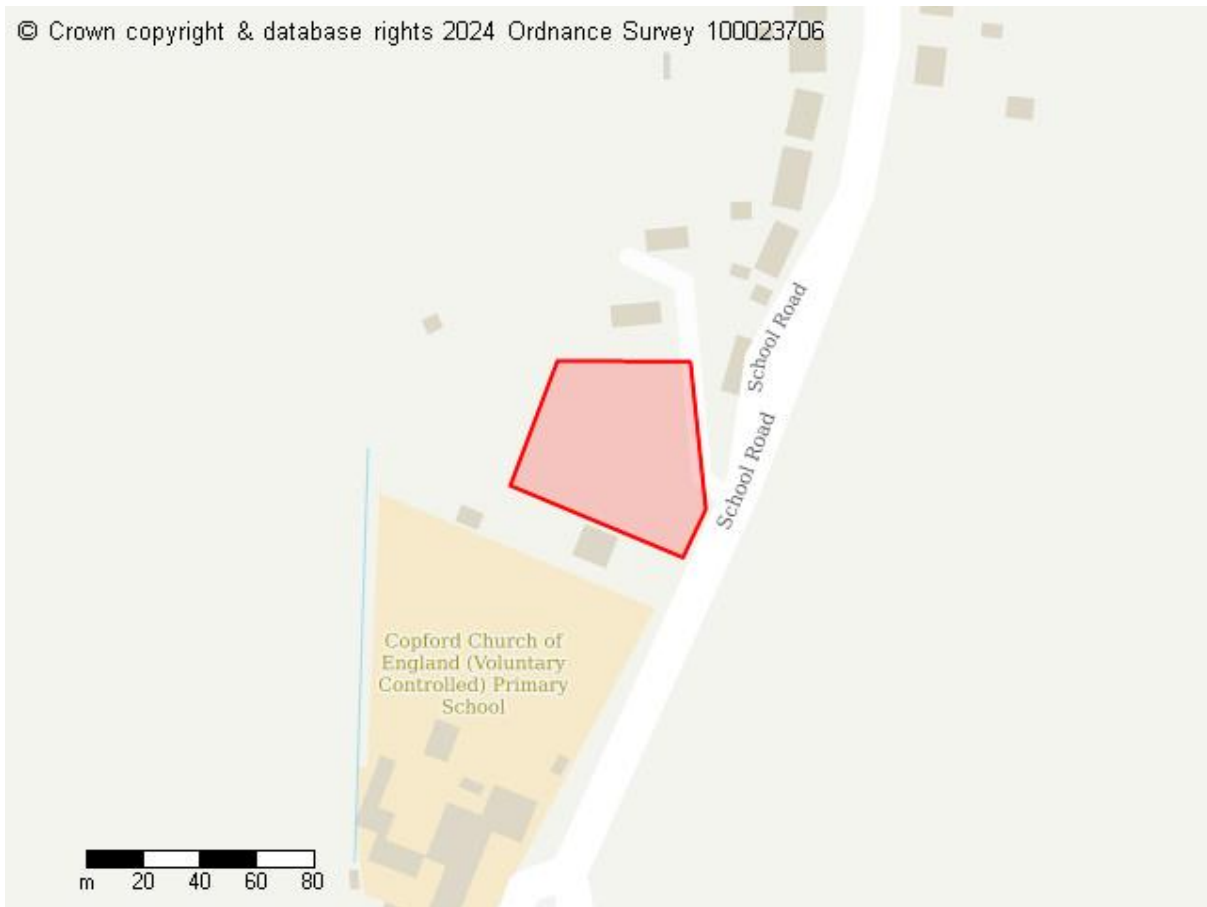 © Crown copyright & database rights 2024 Ordnance Survey 100023706
School Road
School Road
Copford Church of
England (Voluntary
Controlled) Primary
School
m 20 40 60 80